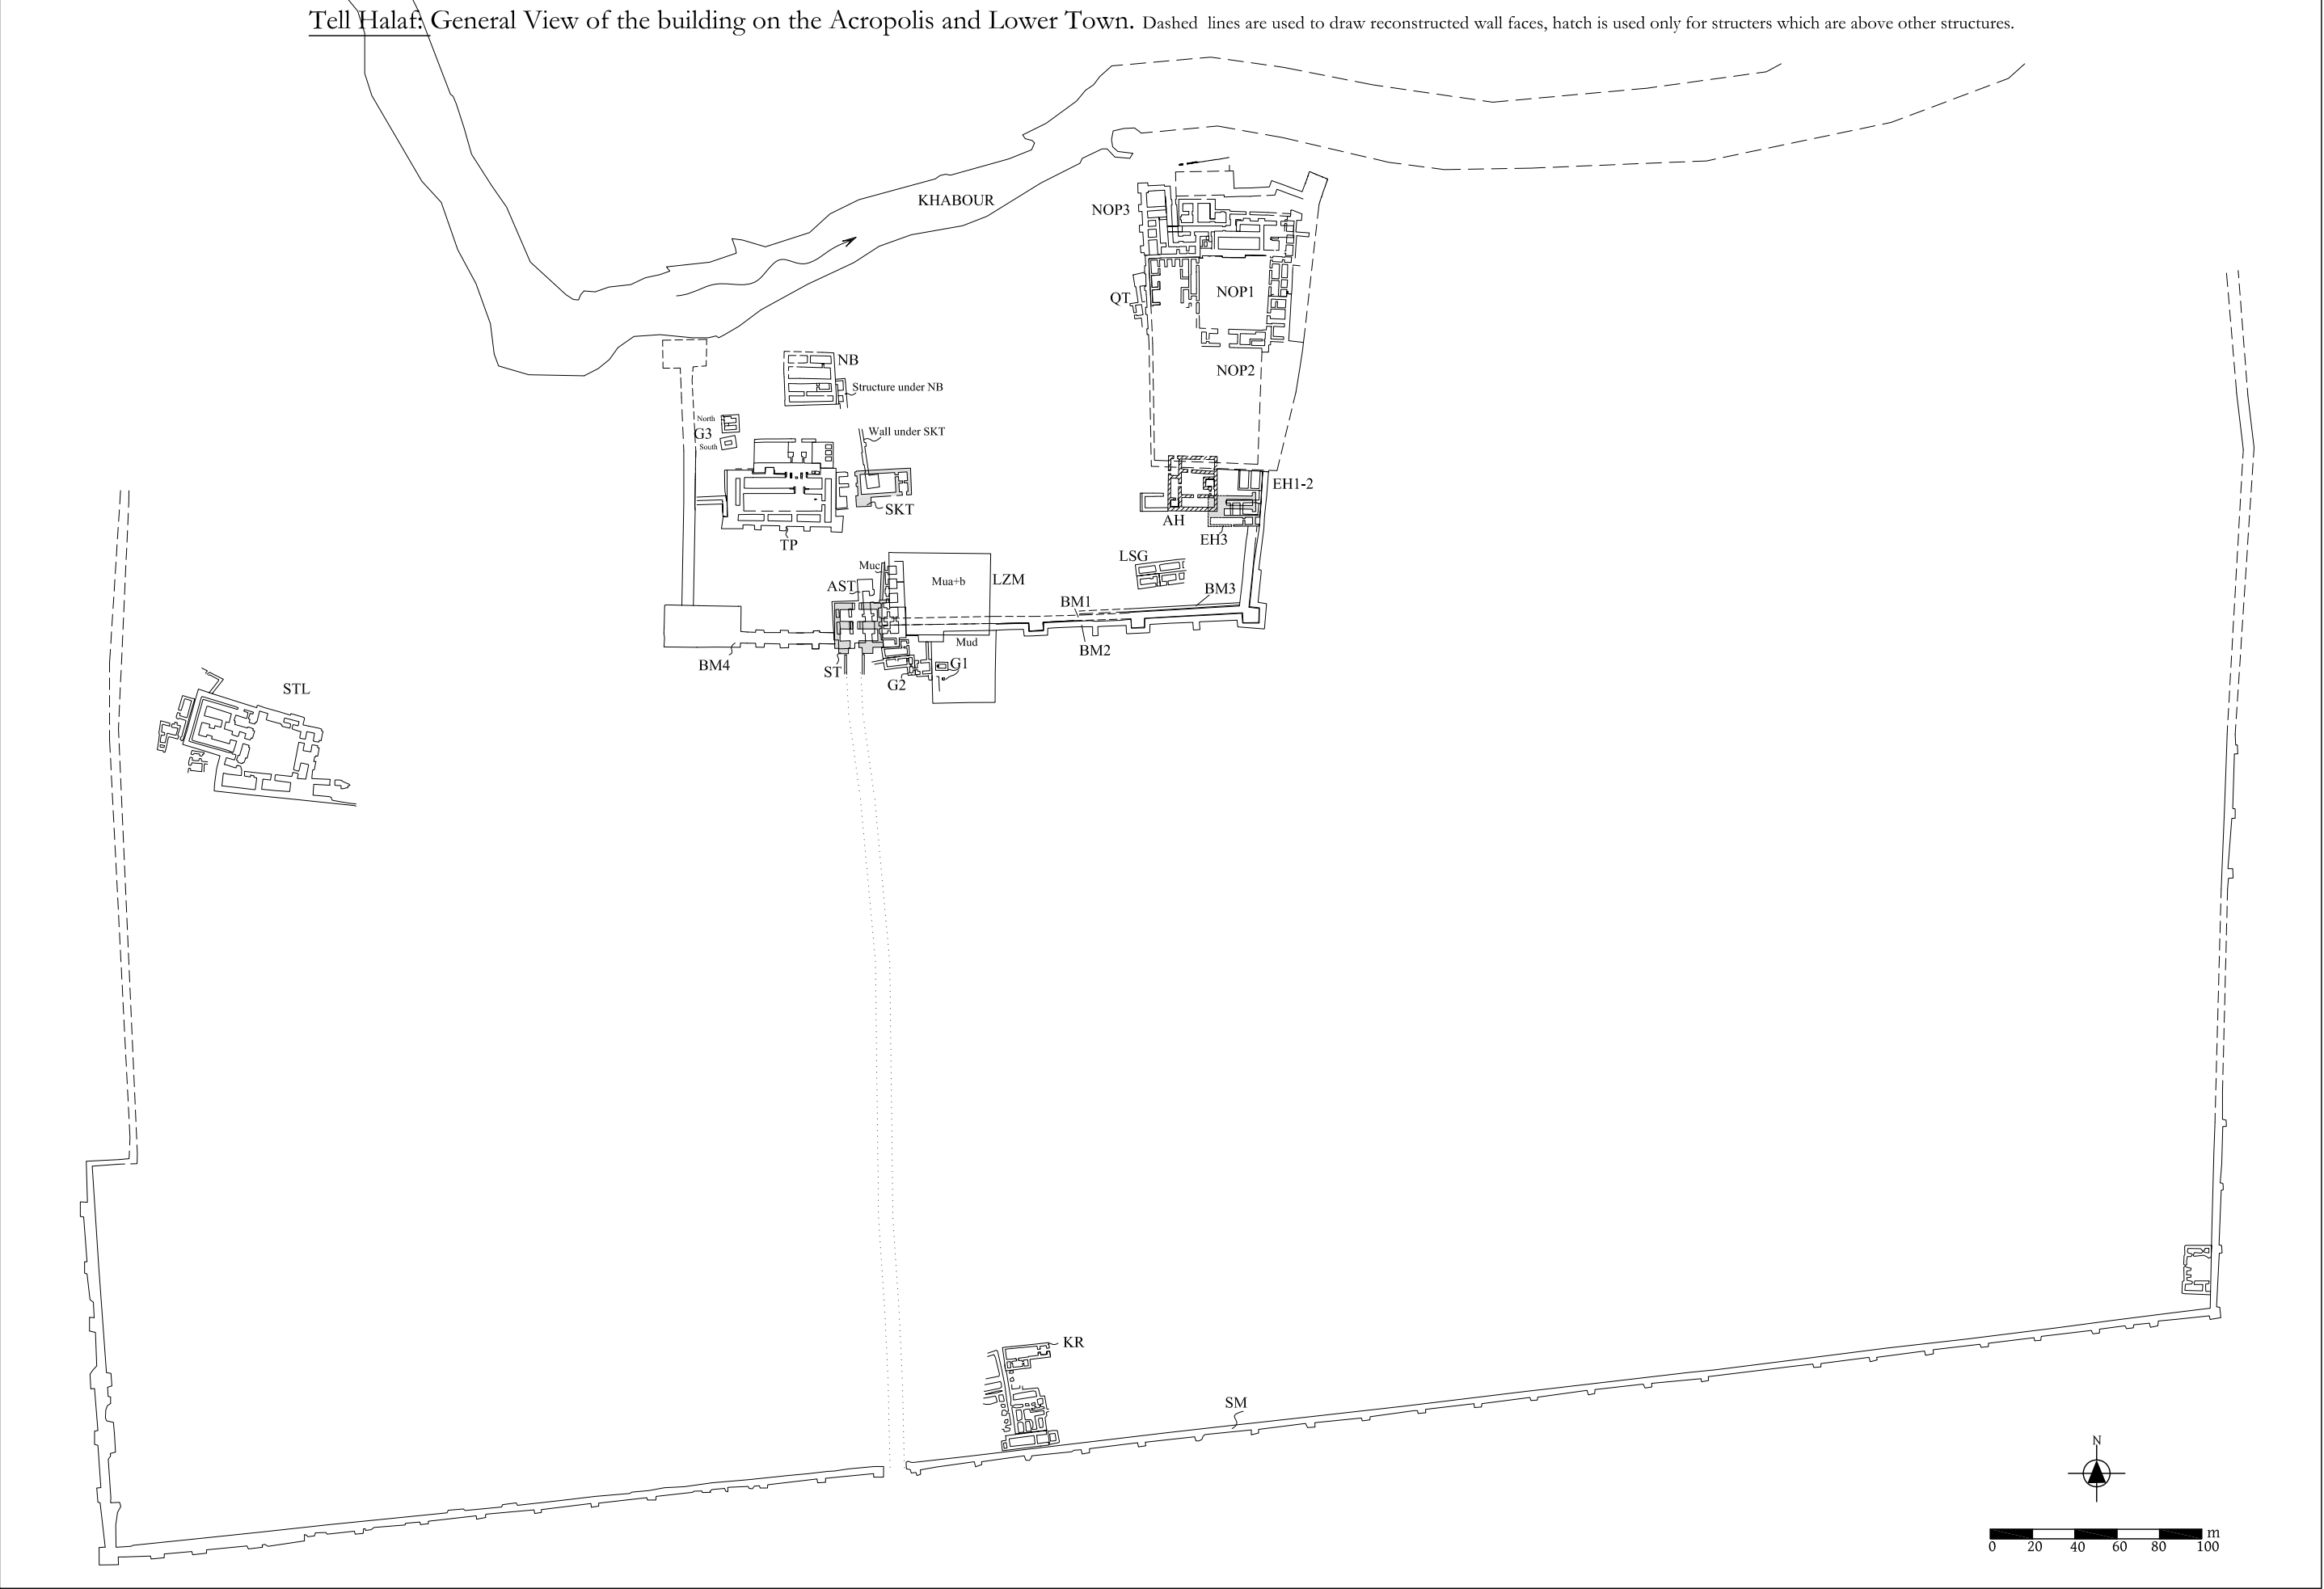 Tell Halaf: General View of the building on the Acropolis and Lower Town. Dashed lines are used to draw reconstructed wall faces, hatch is used only for structers which are above other structures.
KHABOUR
NOP3
QT
NOP1
NOP2
NB
Structure under NB
North
G3
South
Wall under SKT
SKT
TP
EH1-2
AH
EH3
LSG
Muc
AST
Mua+b
LZM
BM1
BM3
BM2
Mud
BM4
ST
G2
G1
STL
KR
SM
N
m
0 20 40 60 80 100